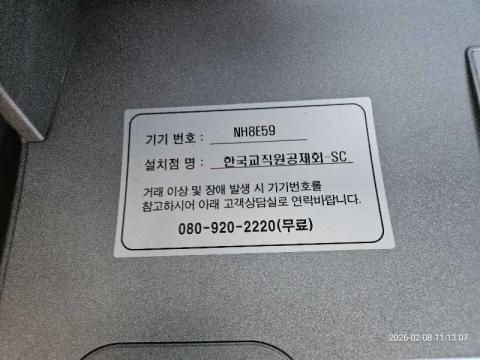 기기 번호 : NH8E59
설치점 명 : 한국교직원공제회-SC
거래 이상 및 장애 발생 시 기기번호를
참고하시어 아래 고객상담실로 연락바랍니다.
080-920-2220(무료)
2026-02-08 11:13:07